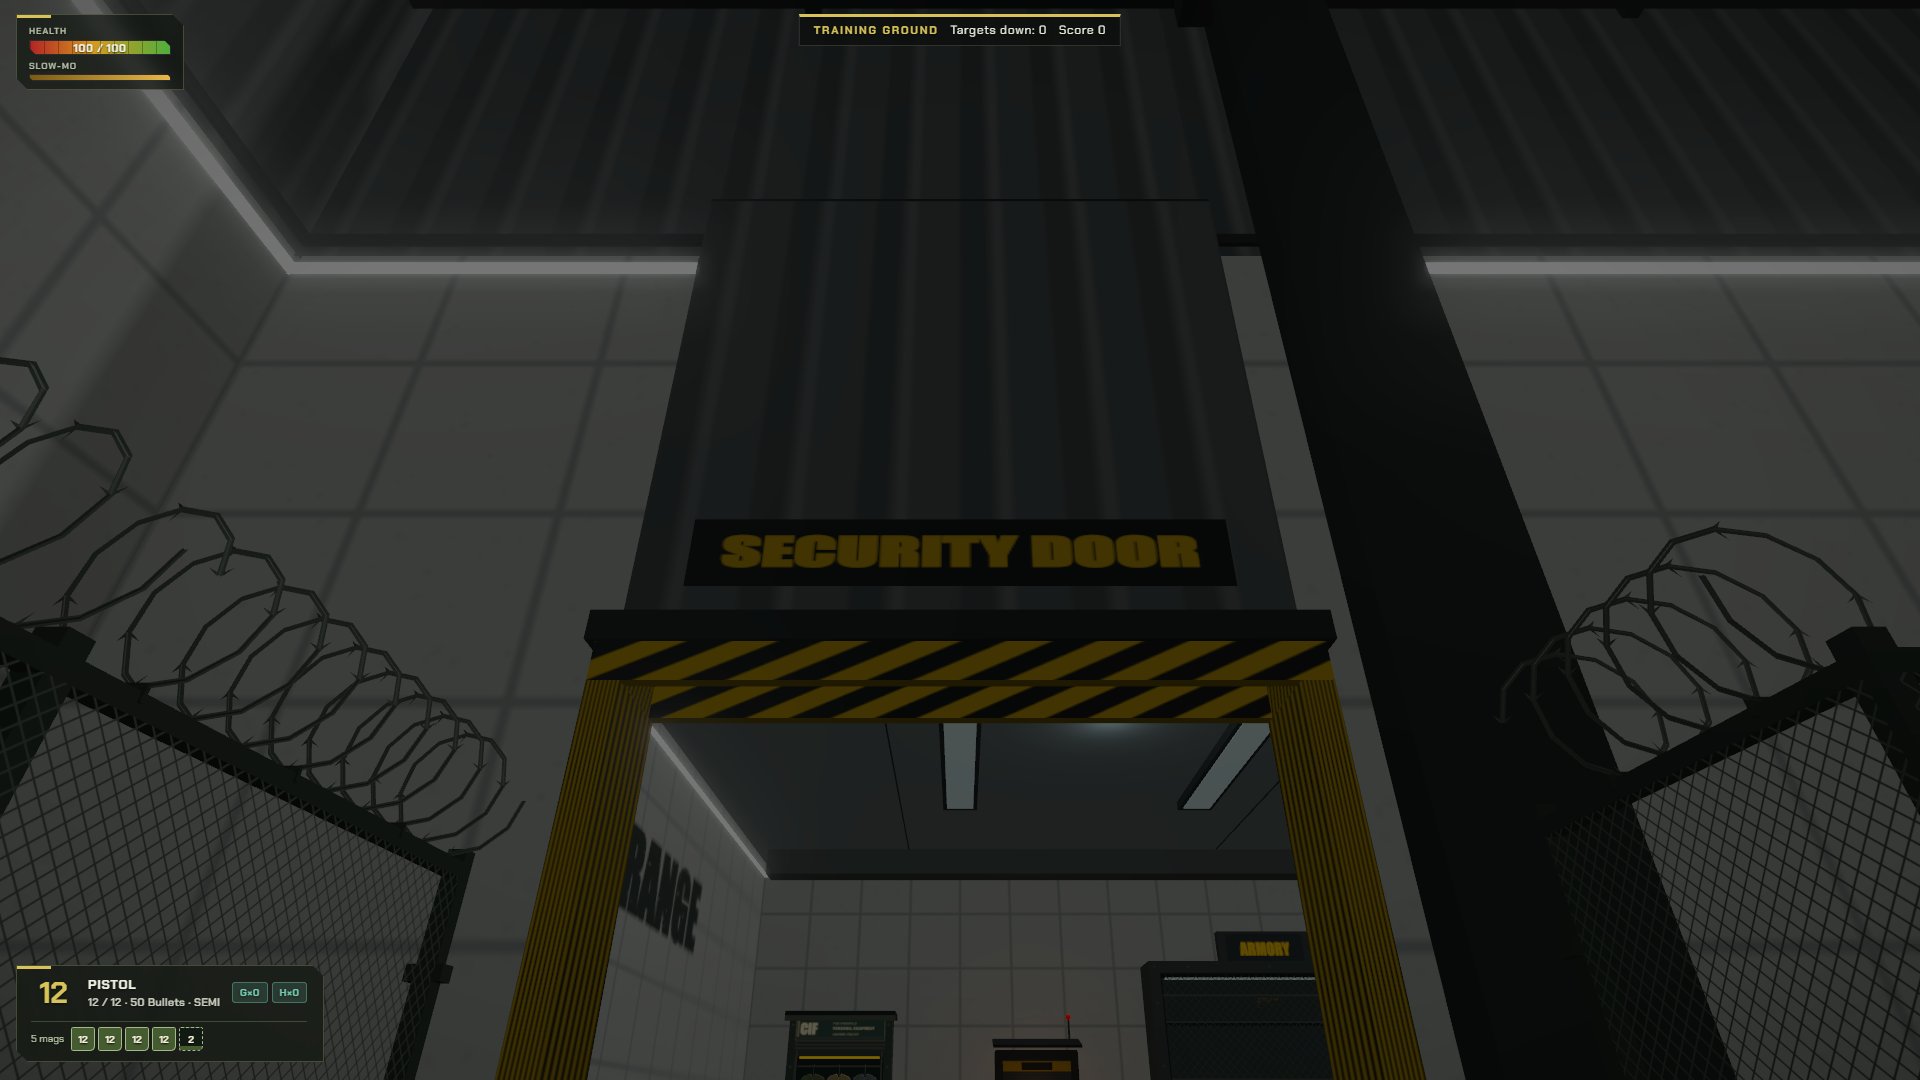 HEALTH
100 / 100
SLOW-MO
TRAINING GROUND Targets down: 0 Score 0
SECURITY DOOR
RANGE
ARMORY
CIF
12
PISTOL
12 / 12 · 50 Bullets · SEMI
G×0 H×0
5 mags 12 12 12 12 2